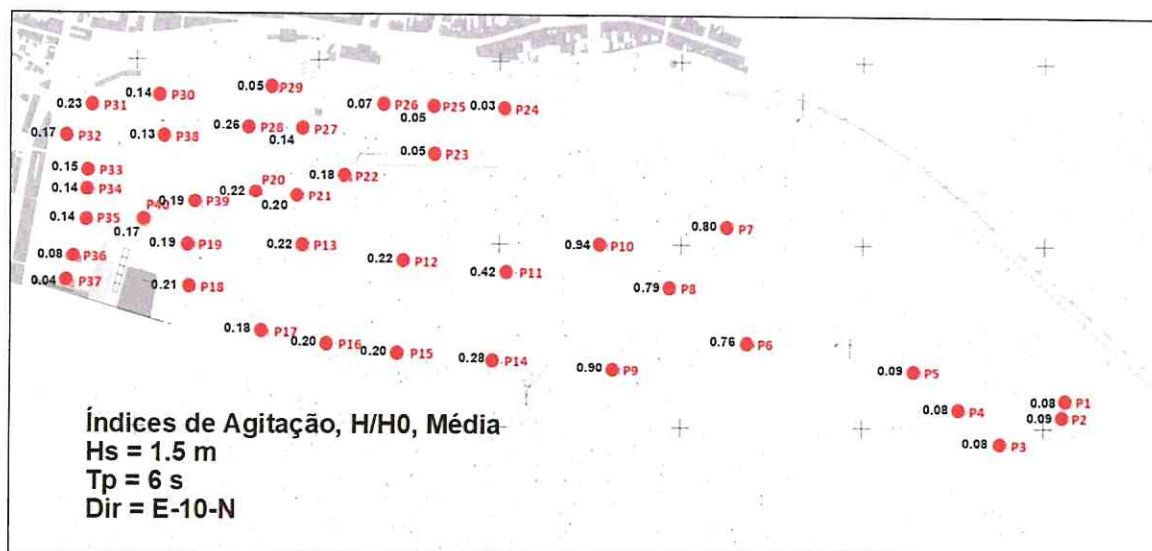 0.05 P29
0.14 P30
0.23 P31
0.07 P26
0.05 P25
0.03 P24
0.17 P32
0.13 P38
0.26 P28
0.14 P27
0.05 P23
0.15 P33
0.18 P22
0.14 P34
0.22 P20
0.20 P21
0.19 P39
0.14 P35
0.17 P40
0.80 P7
0.19 P19
0.22 P13
0.94 P10
0.08 P36
0.22 P12
0.42 P11
0.04 P37
0.21 P18
0.79 P8
0.18 P17
0.20 P16
0.76 P6
0.20 P15
0.28 P14
0.90 P9
0.09 P5
0.08 P1
0.08 P4
0.09 P2
0.08 P3
Índices de Agitação, H/H0, Média
Hs = 1.5 m
Tp = 6 s
Dir = E-10-N